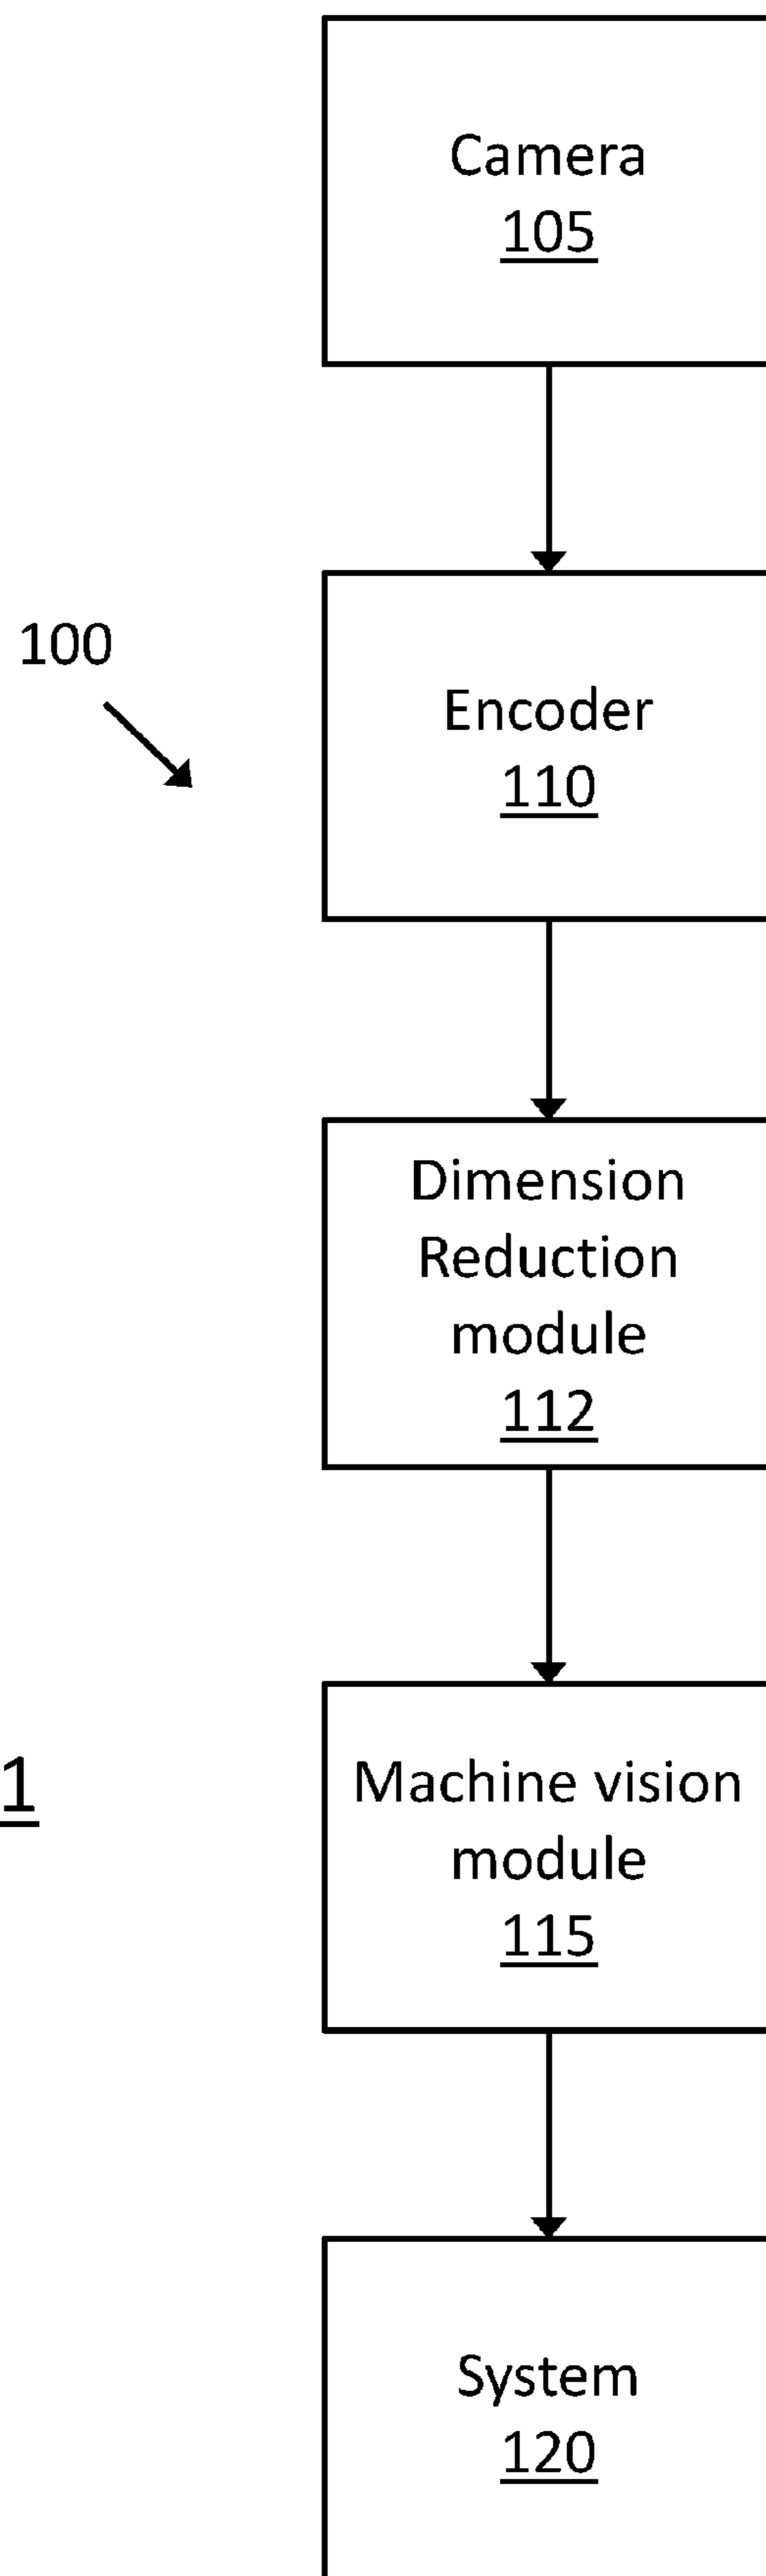 Camera
105
100
Encoder
110
Dimension
Reduction
module
112
1
Machine vision
module
115
System
120